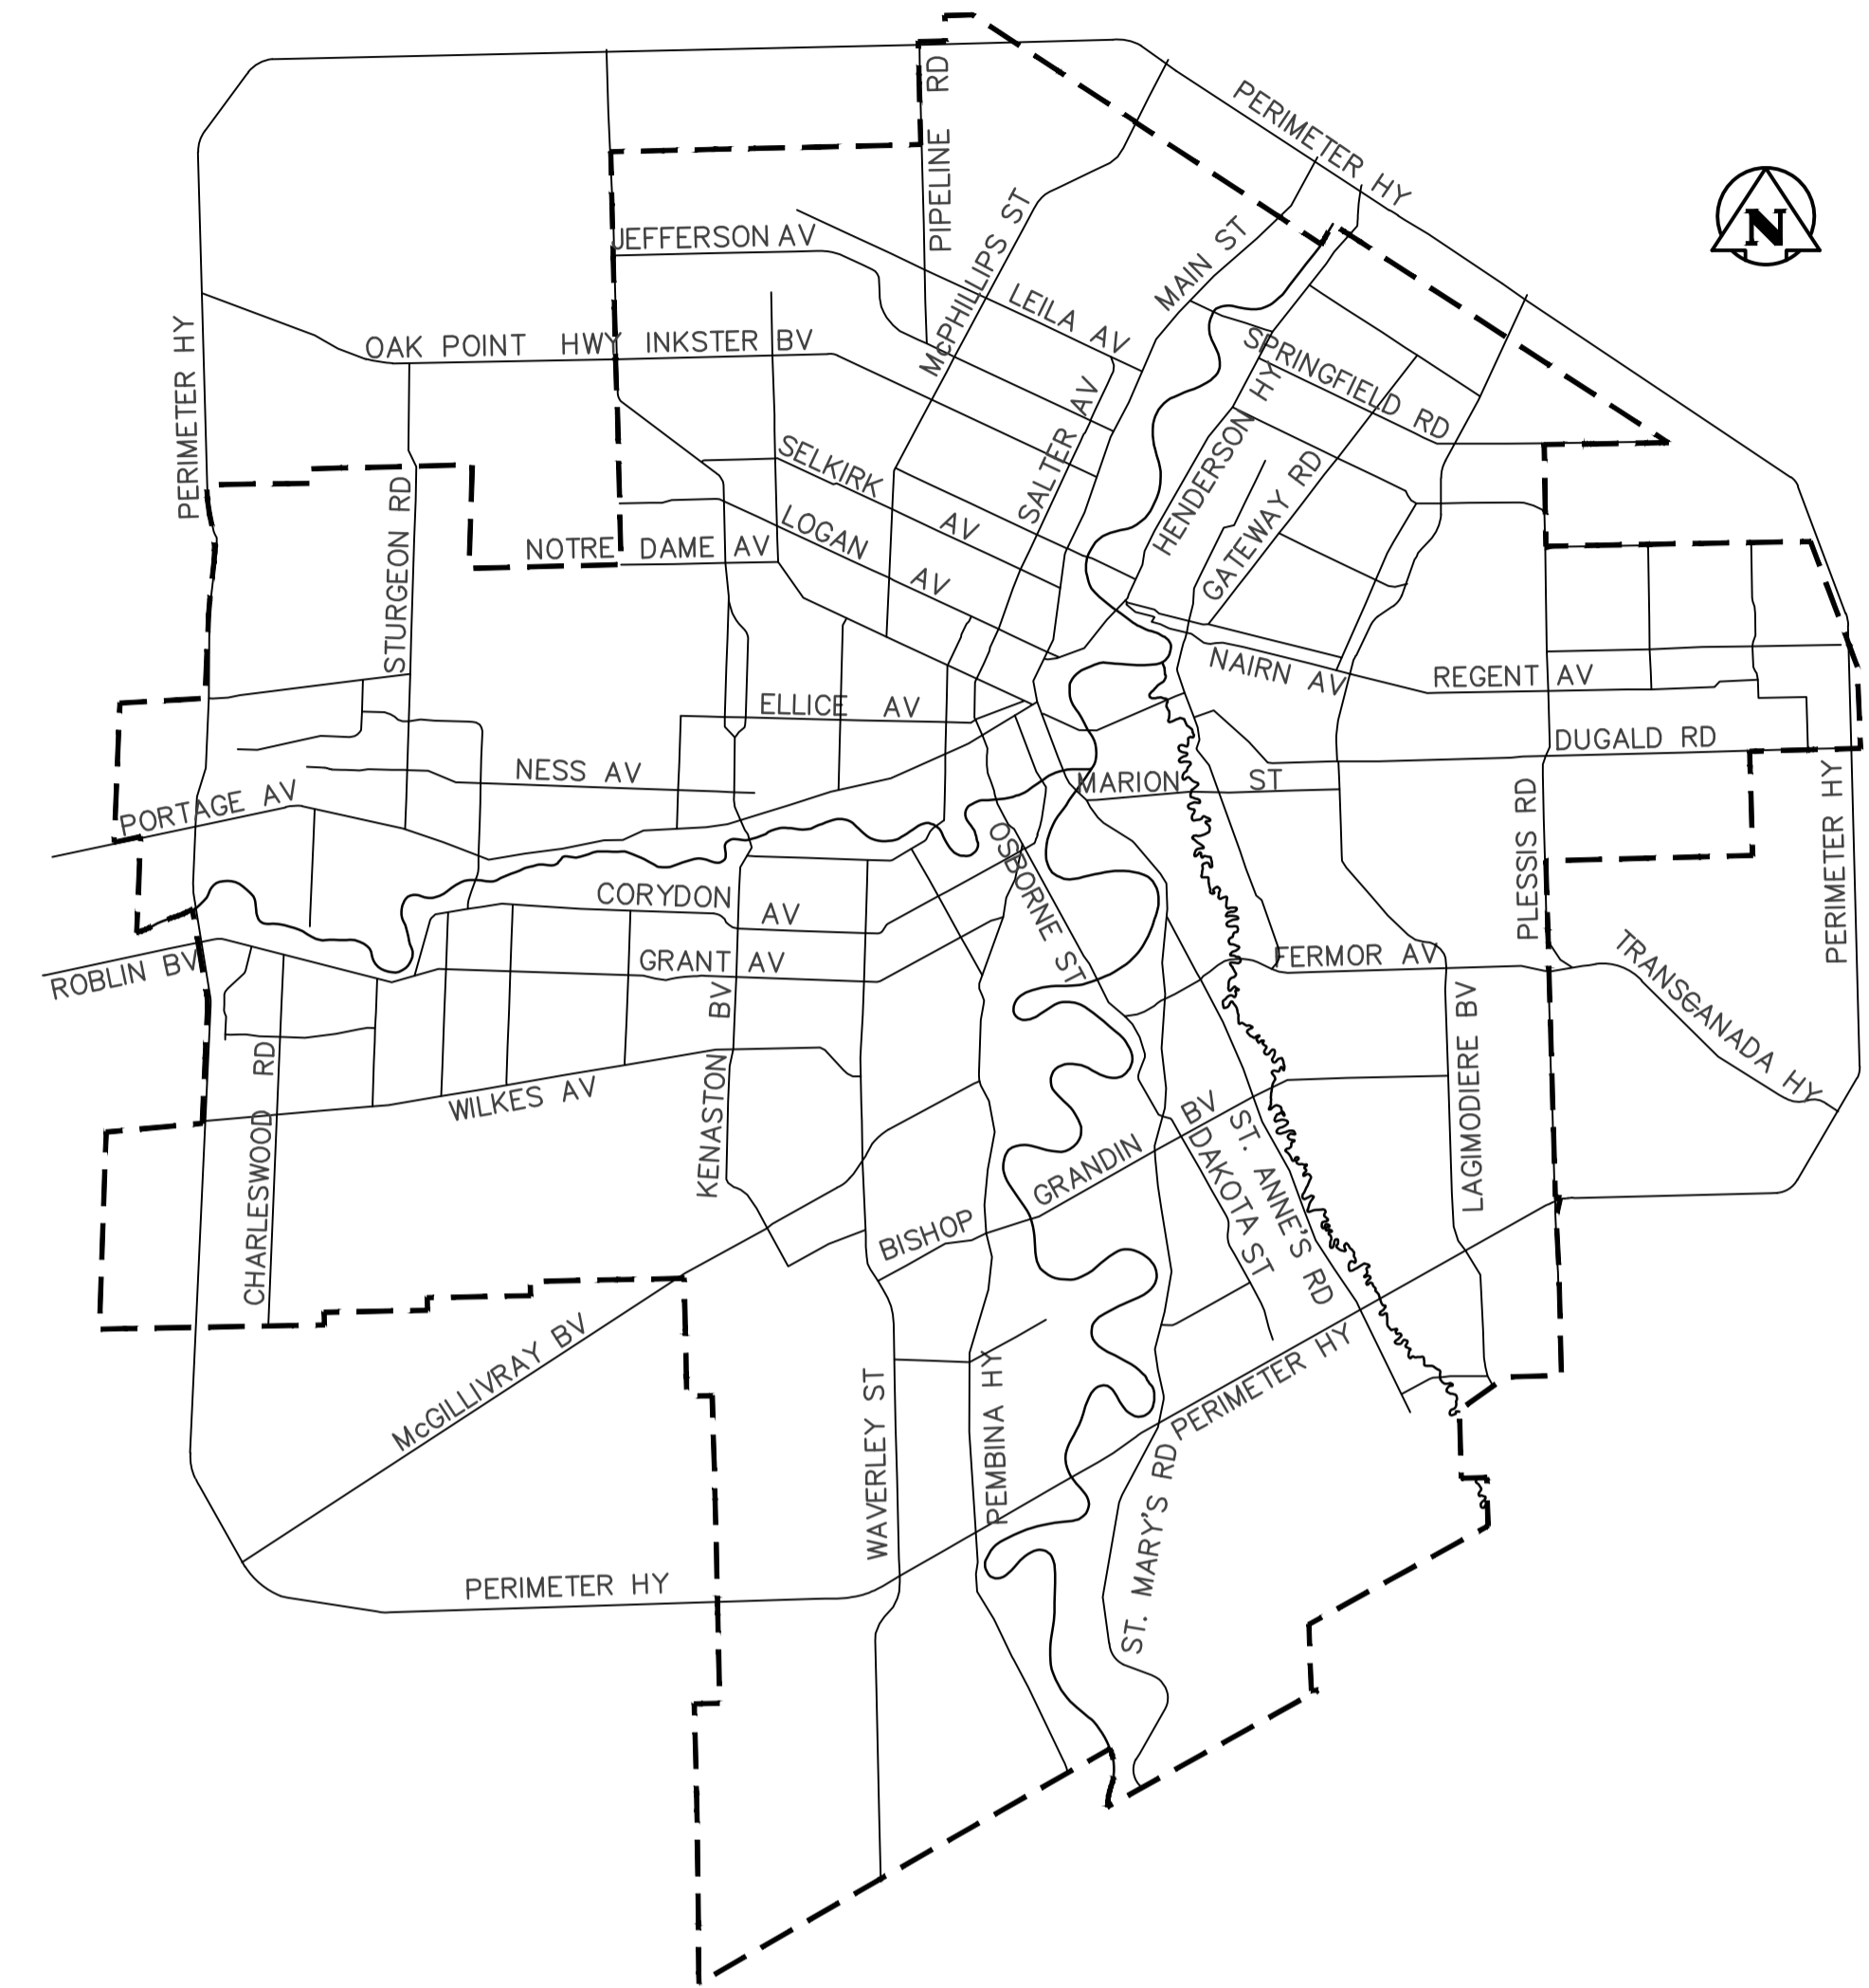 PIPELINE RD
PERIMETER HY
N
JEFFERSON AV
McPHILLIPS ST
MAIN ST
LEILA AV
PERIMETER HY
OAK POINT HWY
INKSTER BV
SPRINGFIELD RD
SALTER AV
HENDERSON HY
GATEWAY RD
SELKIRK AV
LOGAN AV
STURGEON RD
NOTRE DAME AV
NAIRN AV
REGENT AV
ELLICE AV
DUGALD RD
NESS AV
MARION ST
PORTAGE AV
PLESSIS RD
PERIMETER HY
OSBORNE ST
CORYDON AV
GRANT AV
FERMOR AV
ROBLIN BV
TRANSCANADA HY
KENASTON BV
LAGIMODIERE BV
CHARLESWOOD RD
WILKES AV
BISHOP GRANDIN BV
DAKOTA ST
ST. ANNE'S RD
McGILLIVRAY BV
WAVERLEY ST
PEMBINA HY
PERIMETER HY
ST. MARY'S RD
PERIMETER HY